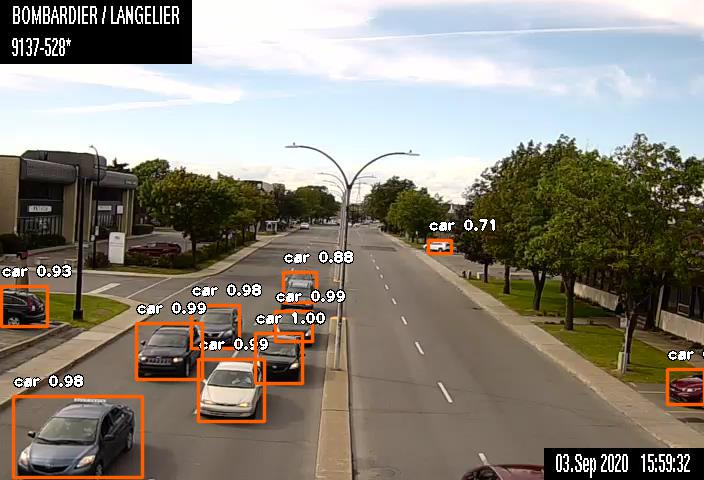 BOMBARDIER / LANGELIER
9137-528*
car 0.71
car 0.88
car 0.93
car 0.98
car 0.99
car 0.99
car 1.00
car 0.99
car
car 0.98
03.Sep 2020 15:59:32